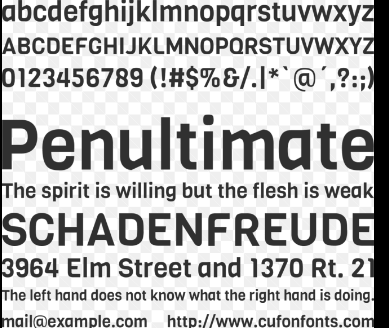 abcdefghijklmnopqrstuvwxyz
ABCDEFGHIJKLMNOPQRSTUVWXYZ
0123456789 (!#$%&/.|*`@´,?:;)
Penultimate
The spirit is willing but the flesh is weak
SCHADENFREUDE
3964 Elm Street and 1370 Rt. 21
The left hand does not know what the right hand is doing.
mail@example.com http://www.cufonfonts.com